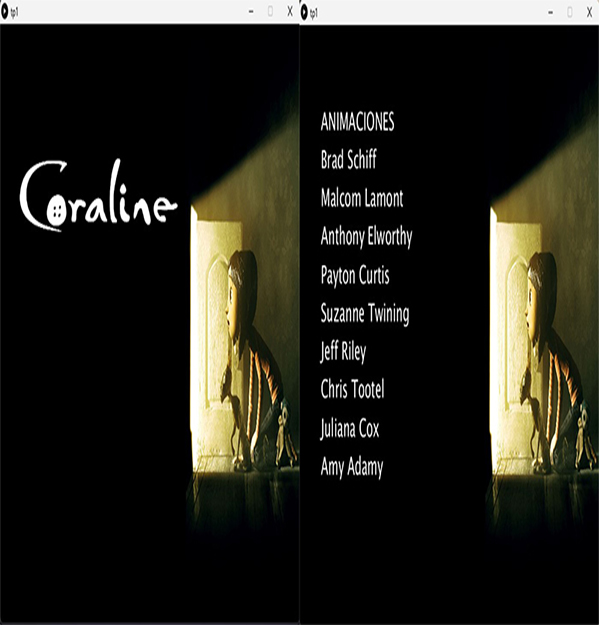 tp1
Coraline
tp1
ANIMACIONES
Brad Schiff
Malcom Lamont
Anthony Elworthy
Payton Curtis
Suzanne Twining
Jeff Riley
Chris Tootel
Juliana Cox
Amy Adamy